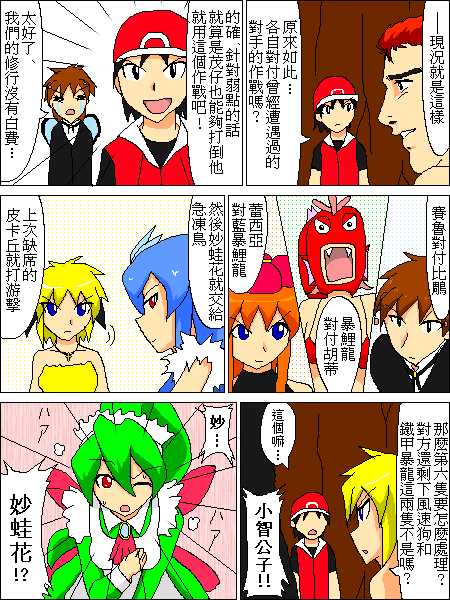 ──現況就是這樣
原來如此…
各自對付曾經遭遇過的
對手的作戰嗎?
的確、針對弱點的話
就算是茂仔也能夠打倒他
就用這個作戰吧!
太好了、
我們的修行沒有白費…
賽魯對付比鵰
暴鯉龍
對付胡蒂
蕾西亞
對藍暴鯉龍
然後妙蛙花就交給
急凍鳥
上次缺席的
皮卡丘就打游擊
那麼第六隻要怎麼處理?
對方還剩下風速狗和
鐵甲暴龍這兩隻不是嗎?
這個嘛…
小智公子!!
妙…
妙蛙花!?
ハア
ハア